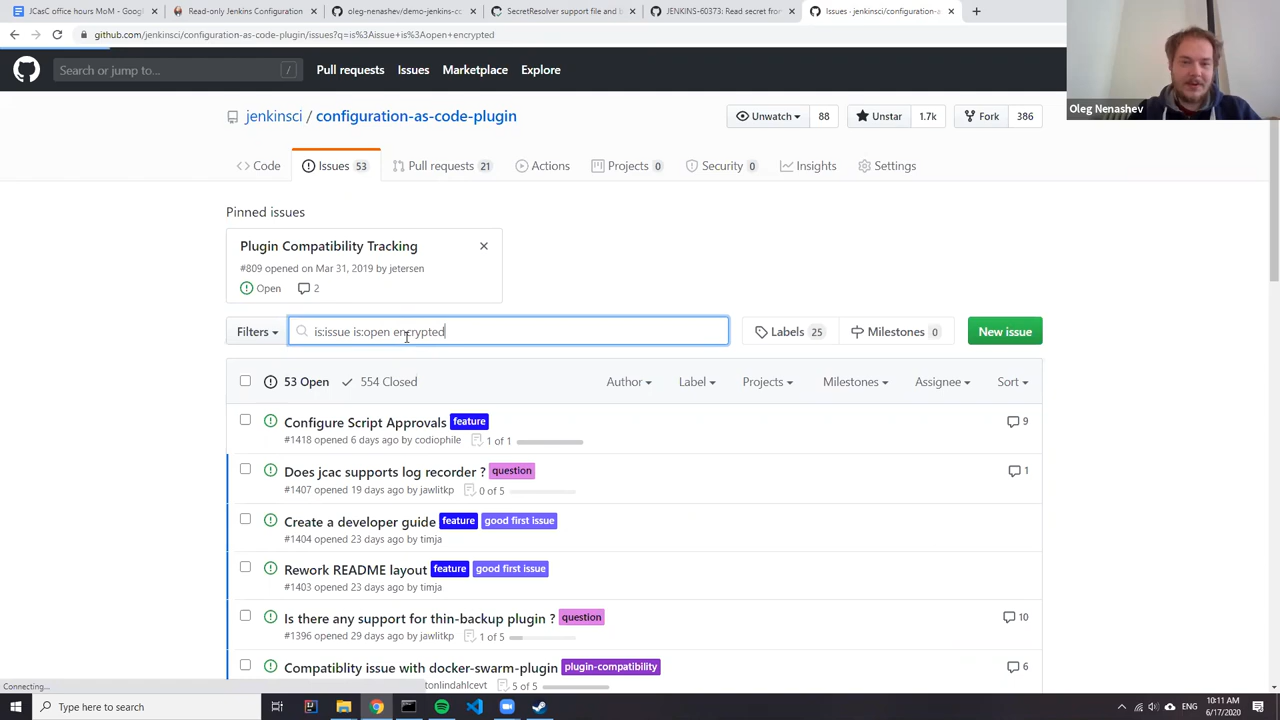 JCasC office hours MoM - Googl
Read-only Jenkins Configuration
oleg-nenashev/demo-jenkins-co
SecretResolver support file and b
JENKINS-60373: Read secret from
Issues · jenkinsci/configuration-a
github.com/jenkinsci/configuration-as-code-plugin/issues?q=is%3Aissue+is%3Aopen+encrypted
Search or jump to... /
Pull requests Issues Marketplace Explore
Oleg Nenashev
jenkinsci / configuration-as-code-plugin
Unwatch 88 Unstar 1.7k Fork 386
Code Issues 53 Pull requests 21 Actions Projects 0 Security 0 Insights Settings
Pinned issues
Plugin Compatibility Tracking
#809 opened on Mar 31, 2019 by jetersen
Open 2
Filters is:issue is:open encrypted Labels 25 Milestones 0 New issue
53 Open 554 Closed Author Label Projects Milestones Assignee Sort
Configure Script Approvals feature 9
#1418 opened 6 days ago by codiophile 1 of 1
Does jcac supports log recorder ? question 1
#1407 opened 19 days ago by jawlitkp 0 of 5
Create a developer guide feature good first issue
#1404 opened 23 days ago by timja
Rework README layout feature good first issue
#1403 opened 23 days ago by timja
Is there any support for thin-backup plugin ? question 10
#1396 opened 29 days ago by jawlitkp 1 of 5
Compatiblity issue with docker-swarm-plugin plugin-compatibility 6
Connecting... tonlindahlcevt 5 of 5
Type here to search
ENG
10:11 AM
6/17/2020